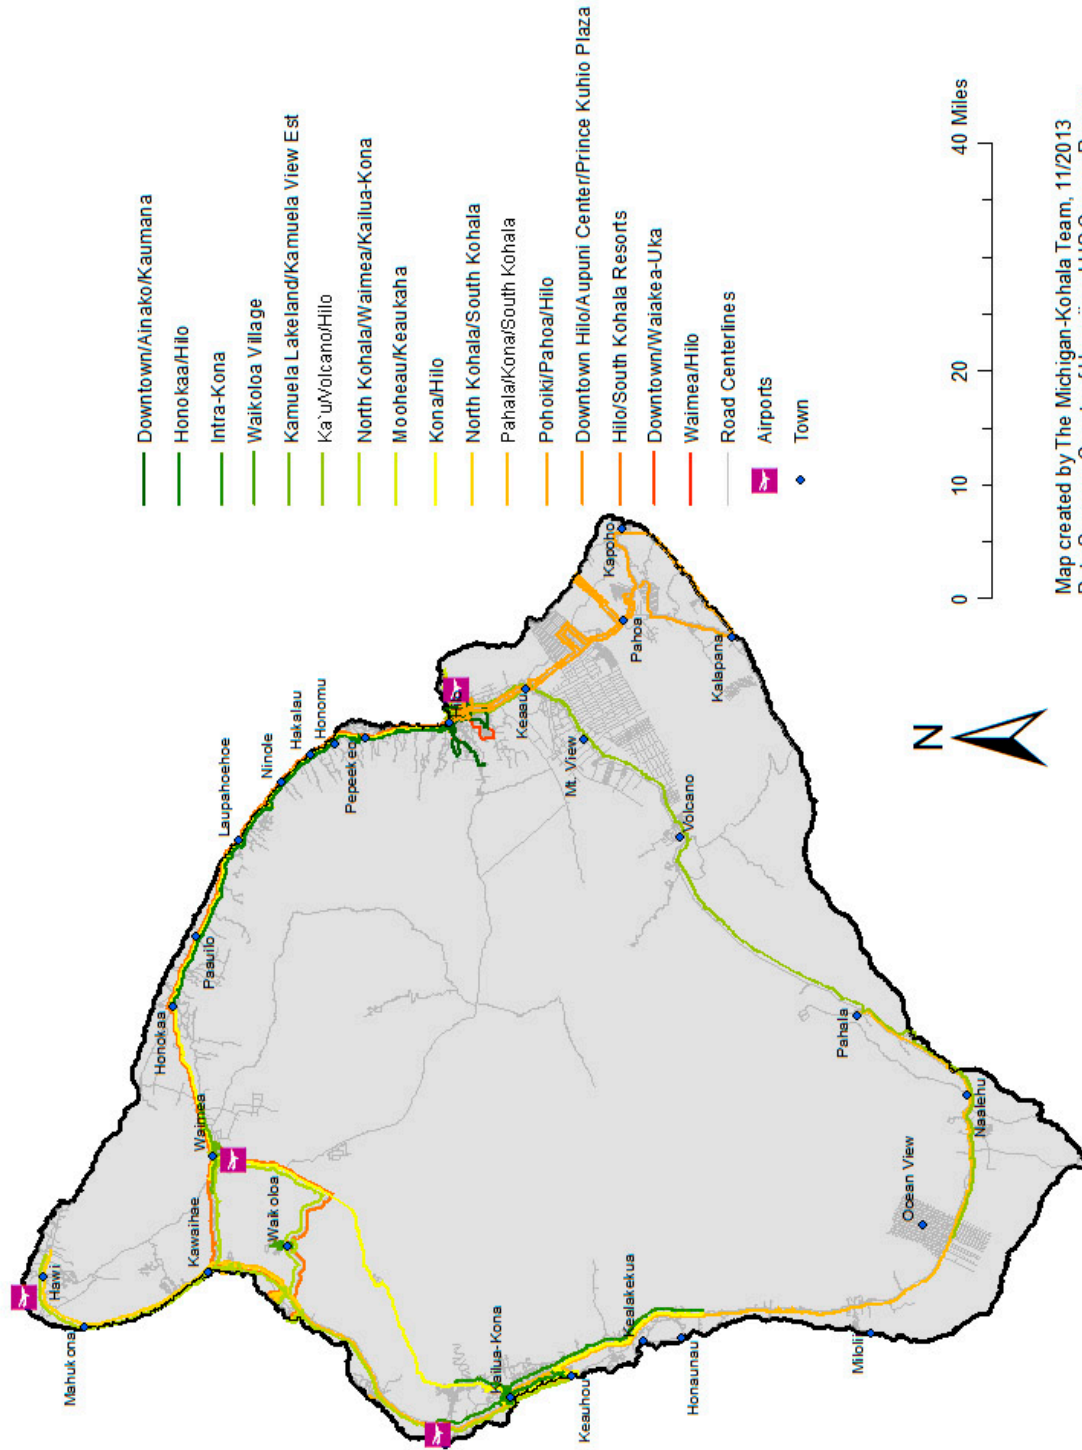 Downtown/Ainako/Kaumana
Honokaa/Hilo
Intra-Kona
Waikoloa Village
Kamuela Lakeland/Kamuela View Est
Ka`u/Volcano/Hilo
North Kohala/Waimea/Kailua-Kona
Mooheau/Keaukaha
Kona/Hilo
North Kohala/South Kohala
Pahala/Kona/South Kohala
Pohoiki/Pahoa/Hilo
Downtown Hilo/Aupuni Center/Prince Kuhio Plaza
Hilo/South Kohala Resorts
Downtown/Waiakea-Uka
Waimea/Hilo
Road Centerlines
Airports
Town
Hawi
Mahukona
Kawaihae
Waimea
Honokaa
Paauilo
Laupahoehoe
Ninole
Hakalau
Honomu
Pepeekeo
Hilo
Waikoloa
Keaau
Mt. View
Pahoa
Kapoho
Kalapana
Volcano
Kailua-Kona
Keauhou
Kealakekua
Honaunau
Miloli
Ocean View
Pahala
Naalehu
N
0 10 20 40 Miles
Map created by The Michigan-Kohala Team, 11/2013